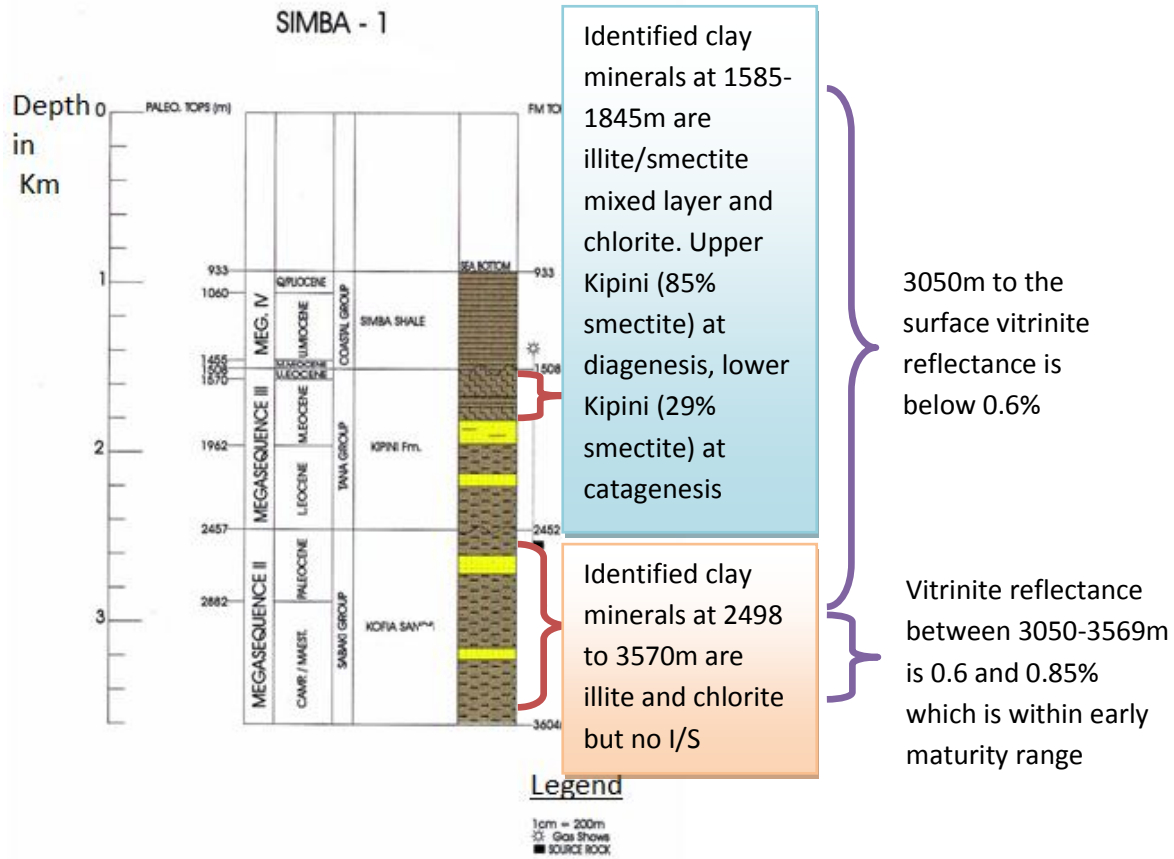 SIMBA - 1
Depth
in
Km
0
1
2
3
PALEO. TOPS (m)
FM TO
SEA BOTTOM
933
1060
1455
1508
1570
1962
2457
2882
933
1508
2452
3604
MEG. IV
MEGASEQUENCE III
MEGASEQUENCE II
Q/PLIOCENE
U.MIOCENE
M.MIOCENE
U.EOCENE
M.EOCENE
L.EOCENE
PALEOCENE
CAMP. / MAEST.
COASTAL GROUP
TANA GROUP
SABAKI GROUP
SIMBA SHALE
KIPINI Fm.
KOFIA
Identified clay
minerals at 1585-
1845m are
illite/smectite
mixed layer and
chlorite. Upper
Kipini (85%
smectite) at
diagenesis, lower
Kipini (29%
smectite) at
catagenesis
Identified clay
minerals at 2498
to 3570m are
illite and chlorite
but no I/S
3050m to the
surface vitrinite
reflectance is
below 0.6%
Vitrinite reflectance
between 3050-3569m
is 0.6 and 0.85%
which is within early
maturity range
Legend
1cm = 200m
Gas Shows
SOURCE ROCK